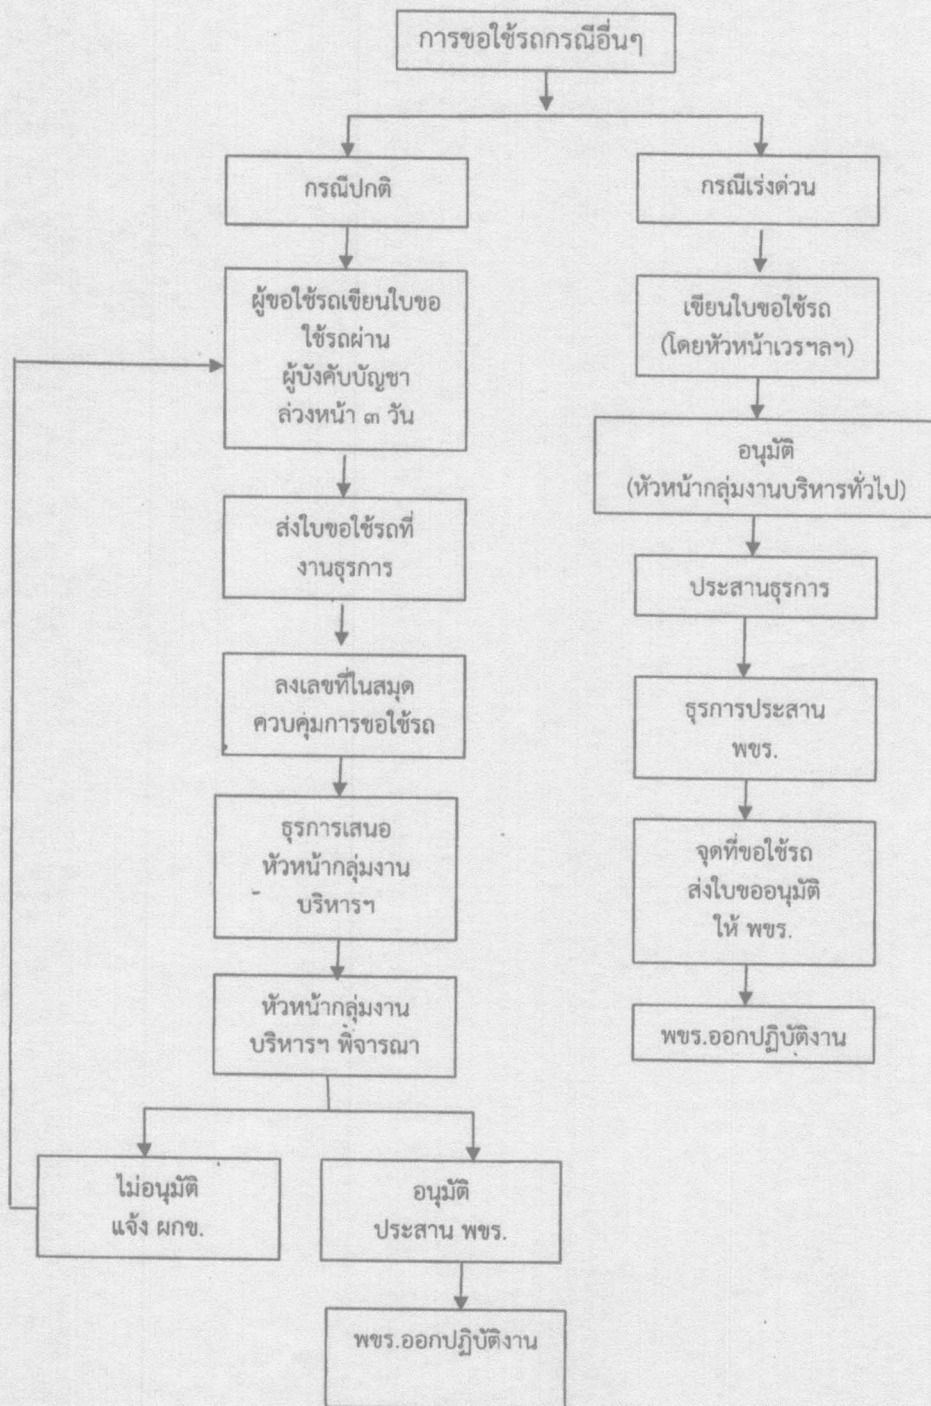 การขอใช้รถกรณีอื่นๆ
กรณีปกติ
ผู้ขอใช้รถเขียนใบขอ
ใช้รถผ่าน
ผู้บังคับบัญชา
ล่วงหน้า ๓ วัน
ส่งใบขอใช้รถที่
งานธุรการ
ลงเลขที่ในสมุด
ควบคุ่มการขอใช้รถ
ธุรการเสนอ
หัวหน้ากลุ่มงาน
บริหารฯ
หัวหน้ากลุ่มงาน
บริหารฯ พิจารณา
ไม่อนุมัติ
แจ้ง ผกข.
อนุมัติ
ประสาน พขร.
พขร.ออกปฏิบัติงาน
กรณีเร่งด่วน
เขียนใบขอใช้รถ
(โดยหัวหน้าเวรฯลฯ)
อนุมัติ
(หัวหน้ากลุ่มงานบริหารทั่วไป)
ประสานธุรการ
ธุรการประสาน
พขร.
จุดที่ขอใช้รถ
ส่งใบขออนุมัติ
ให้ พขร.
พขร.ออกปฏิบัติงาน